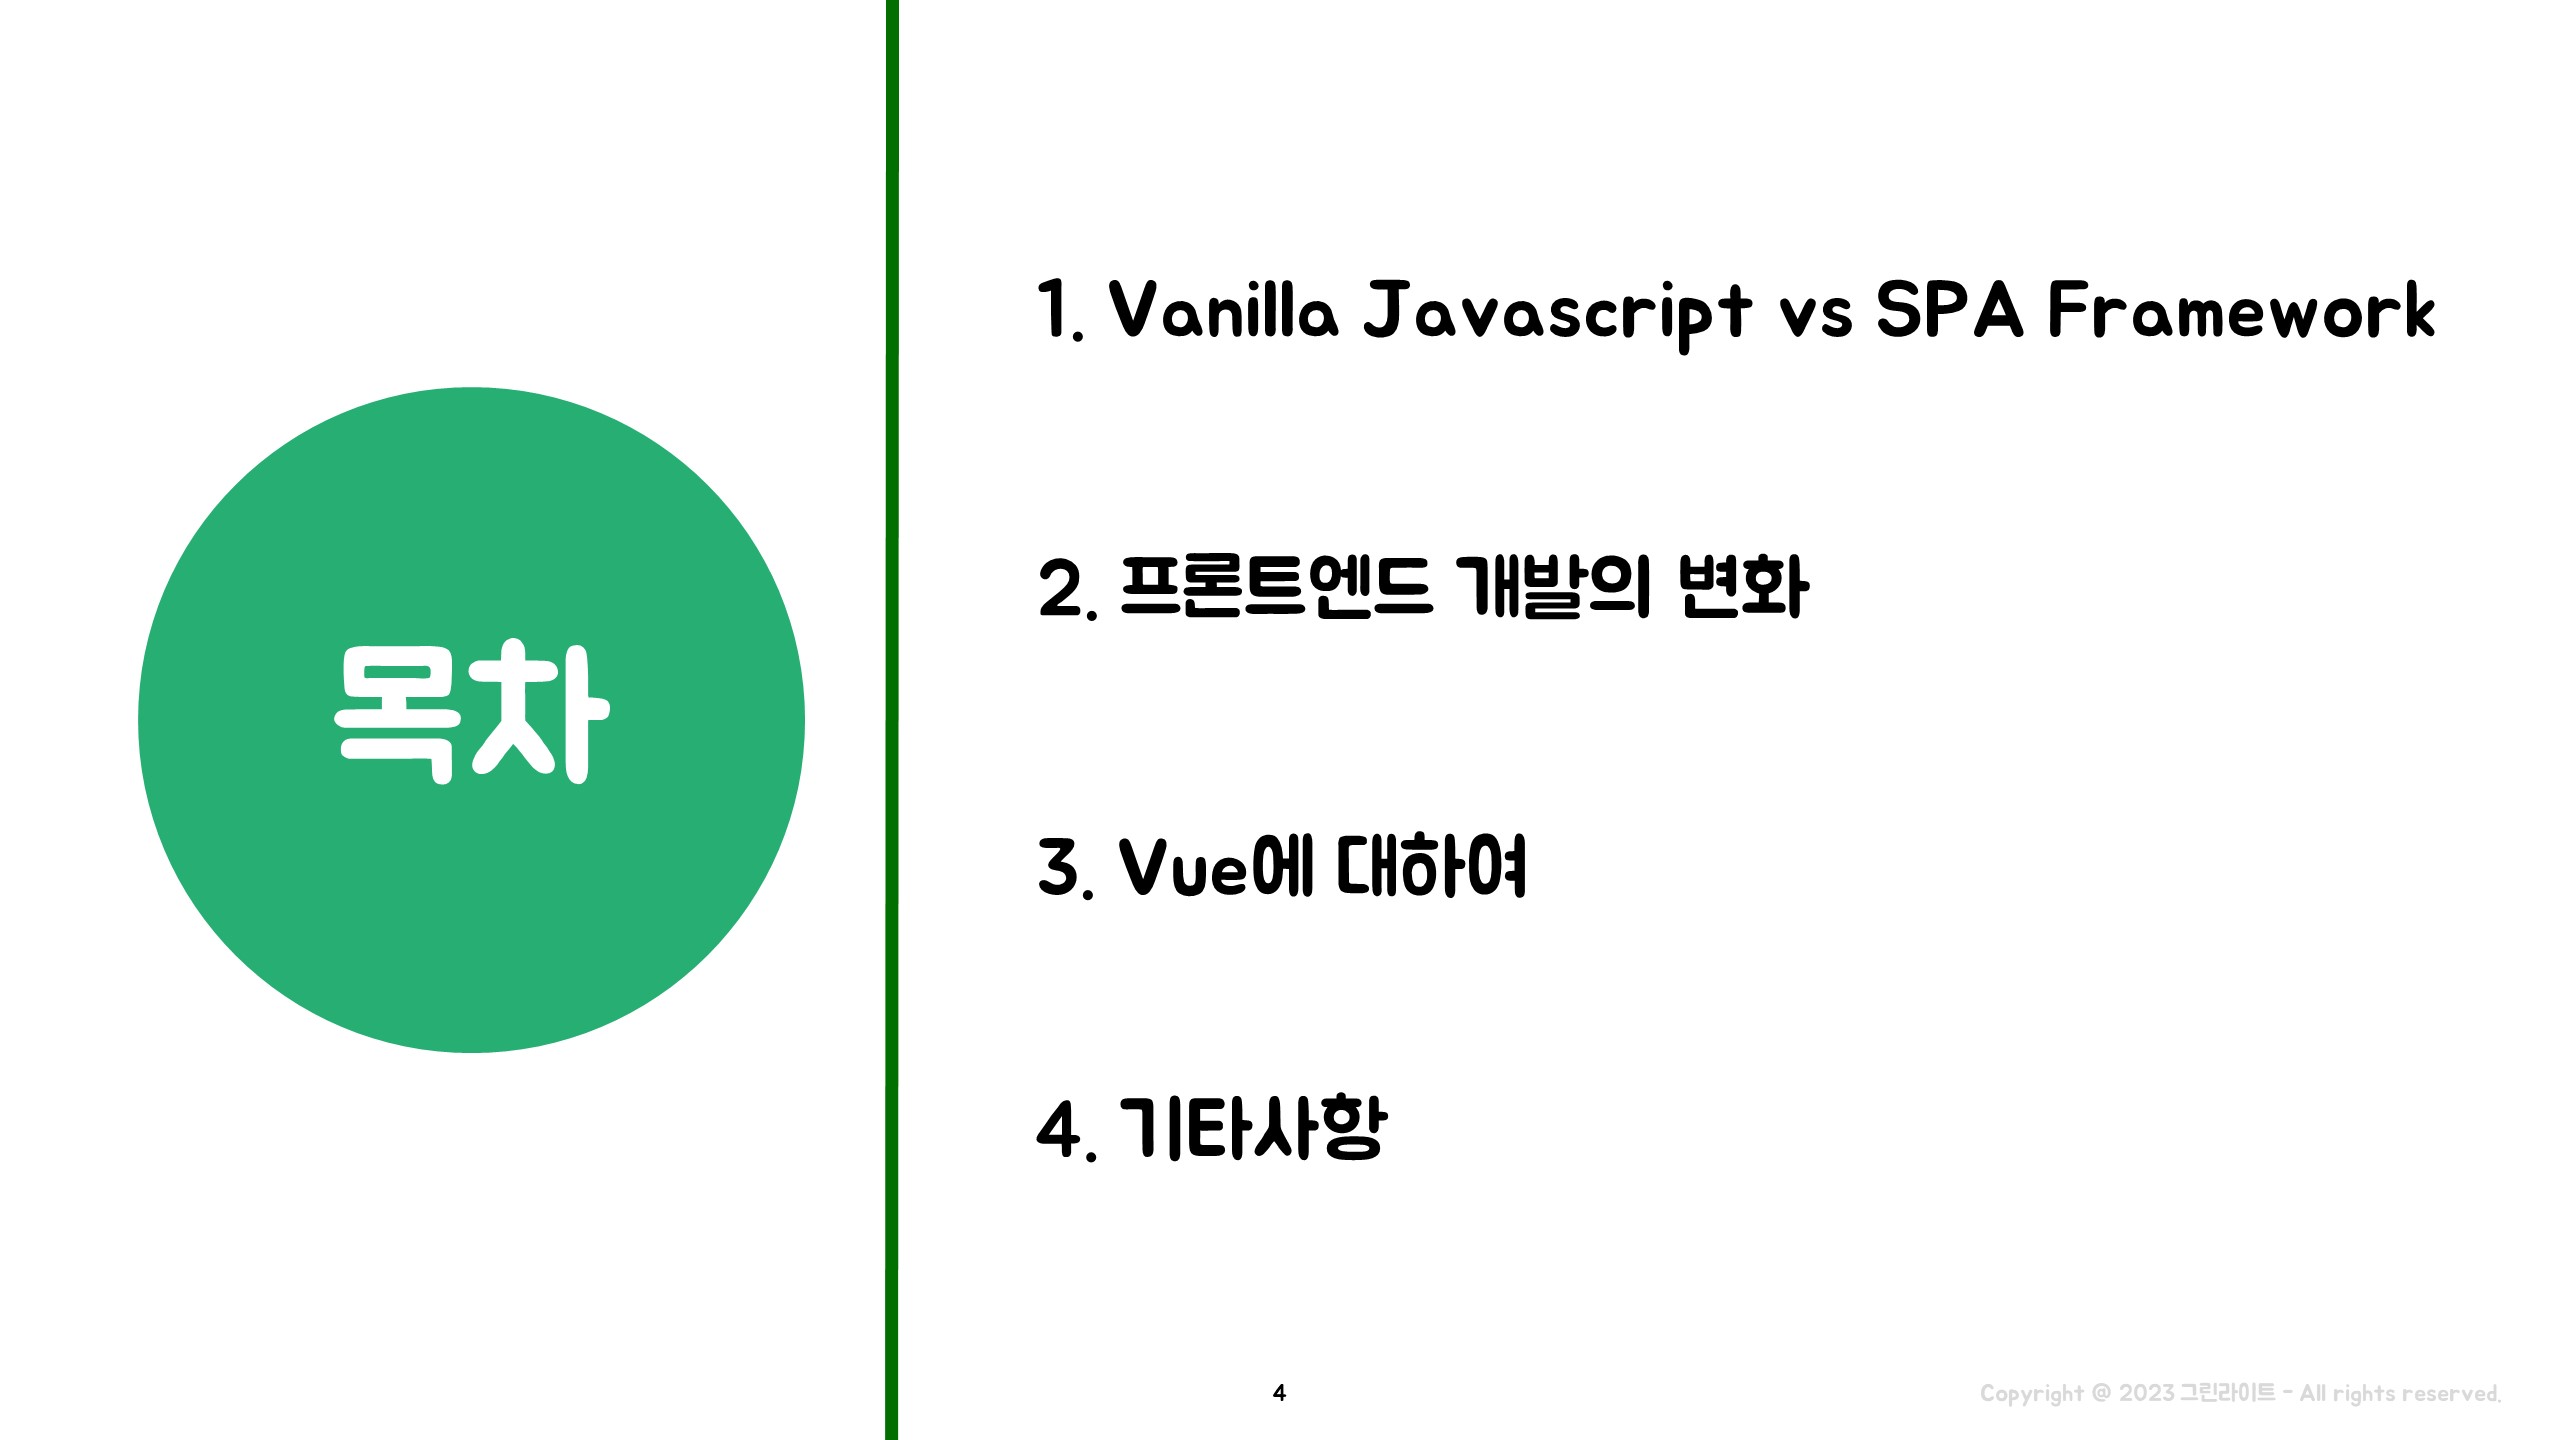 목차
1. Vanilla Javascript vs SPA Framework
2. 프론트엔드 개발의 변화
3. Vue에 대하여
4. 기타사항
4
Copyright @ 2023 그린라이트 - All rights reserved.